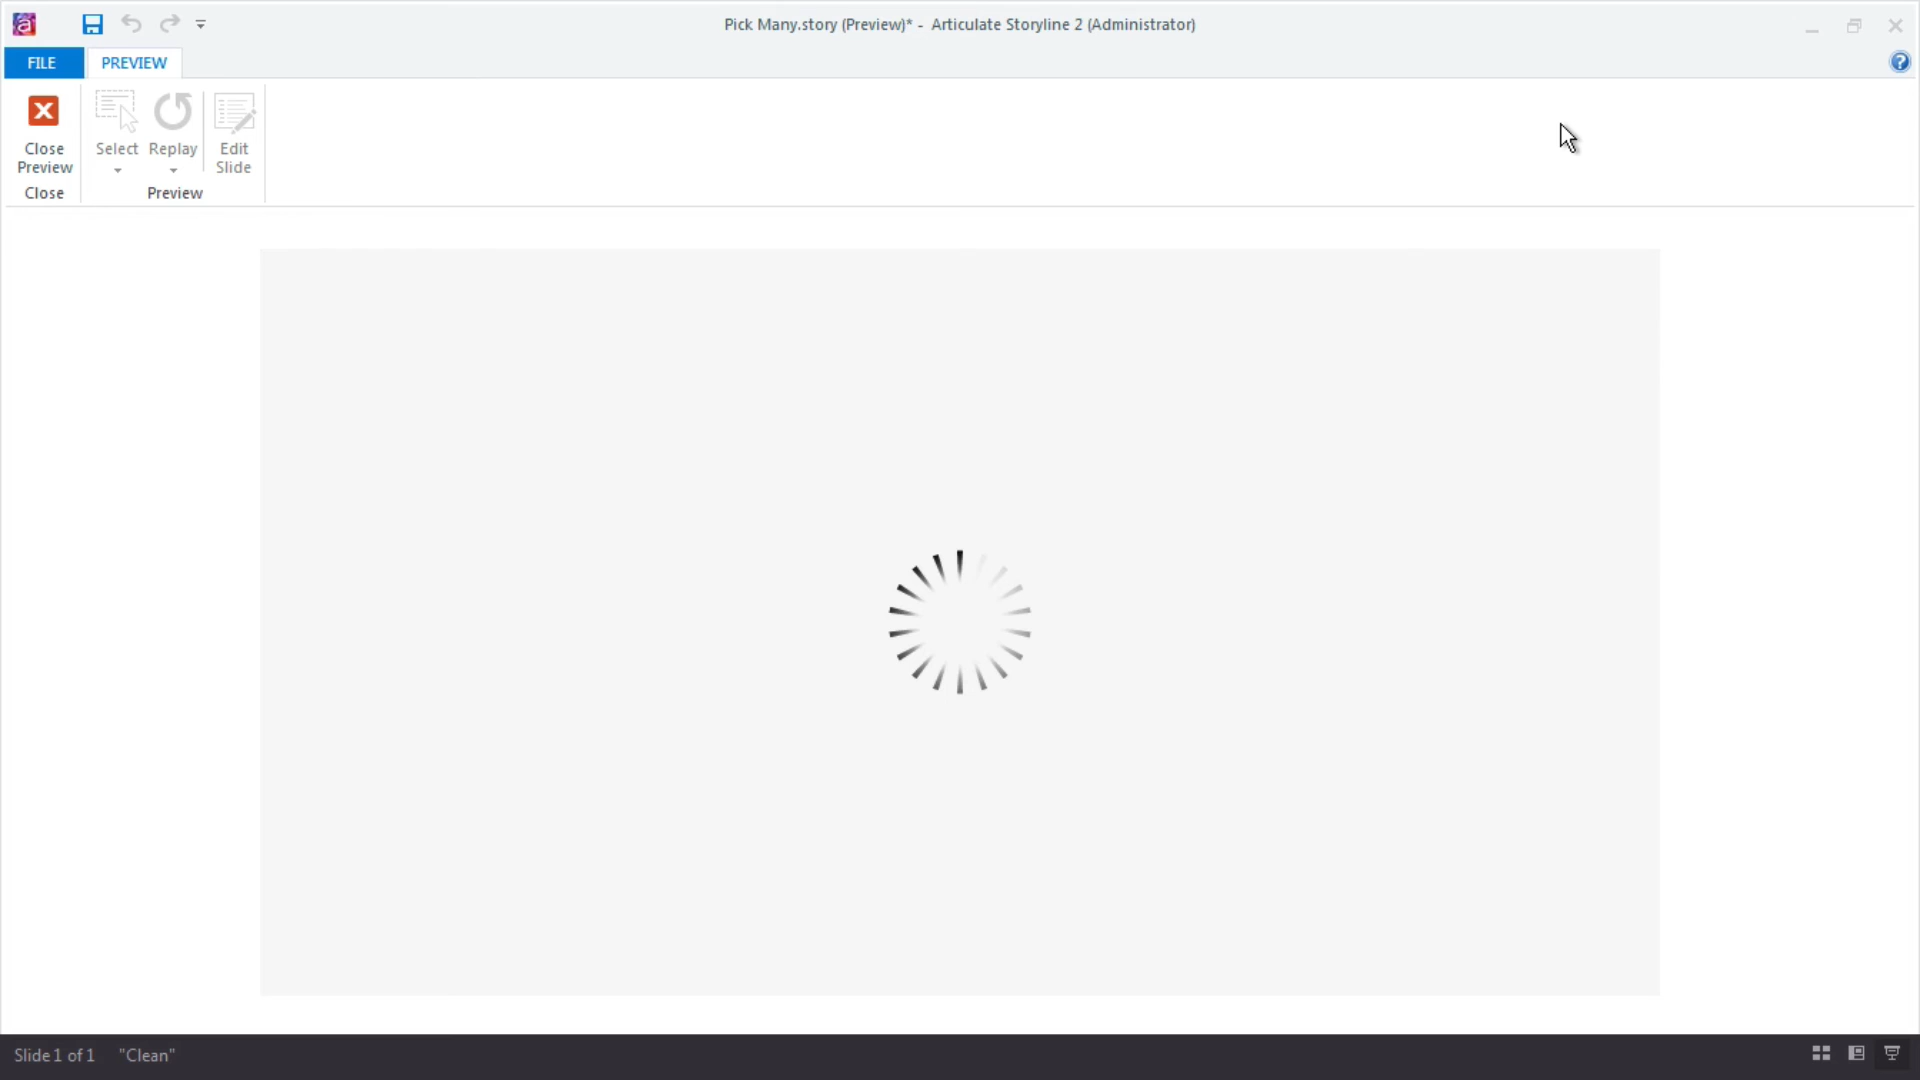 Pick Many.story (Preview)* - Articulate Storyline 2 (Administrator)
FILE
PREVIEW
Close Preview
Select
Replay
Edit Slide
Close
Preview
Slide 1 of 1
"Clean"